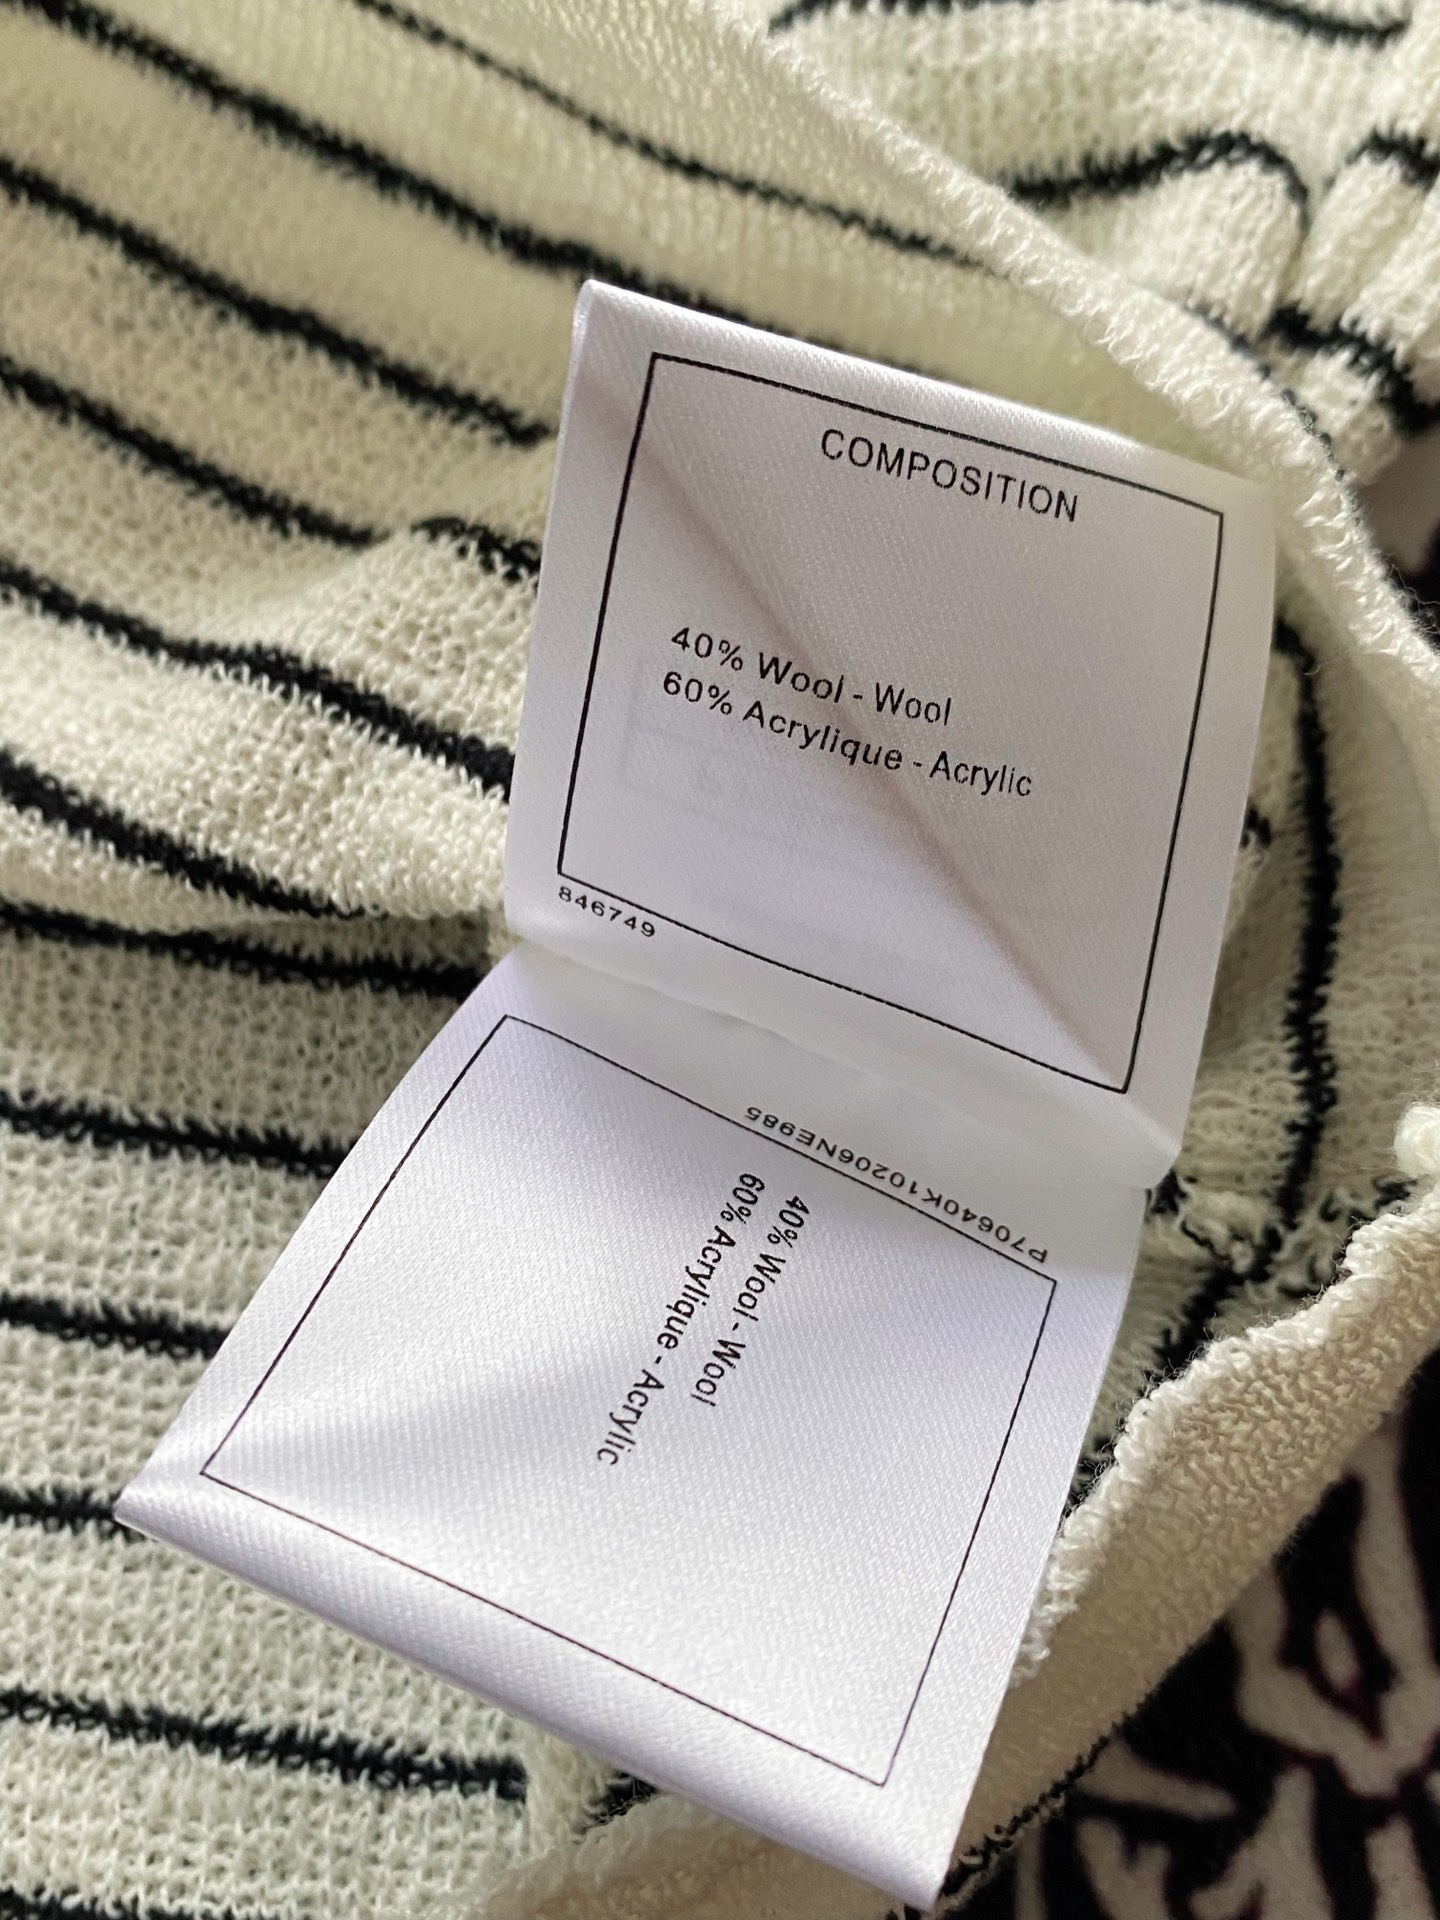 COMPOSITION
40% Wool - Wool
60% Acrylique - Acrylic
846749
P70640K10206NE985
40% Wool - Wool
60% Acrylique - Acrylic